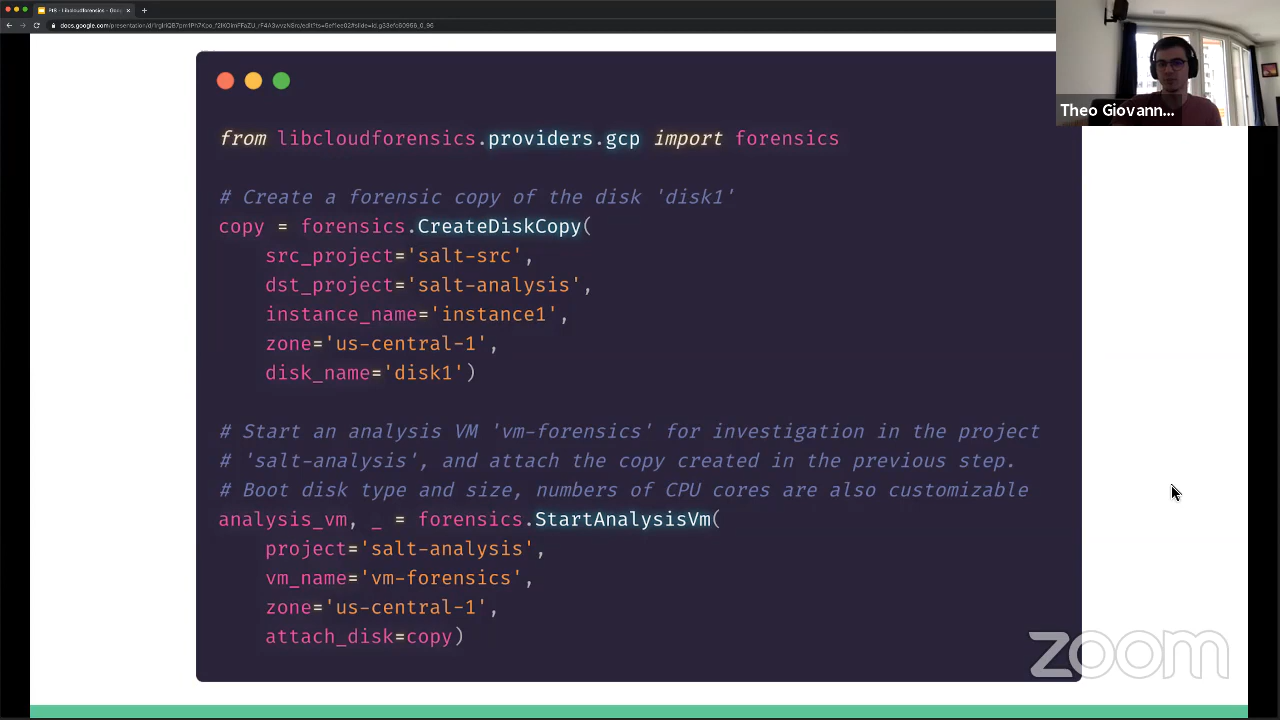 PtS - Libcloudforensics - Goog
Theo Giovann...
from libcloudforensics.providers.gcp import forensics
# Create a forensic copy of the disk 'disk1'
copy = forensics.CreateDiskCopy(
src_project='salt-src',
dst_project='salt-analysis',
instance_name='instance1',
zone='us-central-1',
disk_name='disk1')
# Start an analysis VM 'vm-forensics' for investigation in the project
# 'salt-analysis', and attach the copy created in the previous step.
# Boot disk type and size, numbers of CPU cores are also customizable
analysis_vm, _ = forensics.StartAnalysisVm(
project='salt-analysis',
vm_name='vm-forensics',
zone='us-central-1',
attach_disk=copy)
zoom